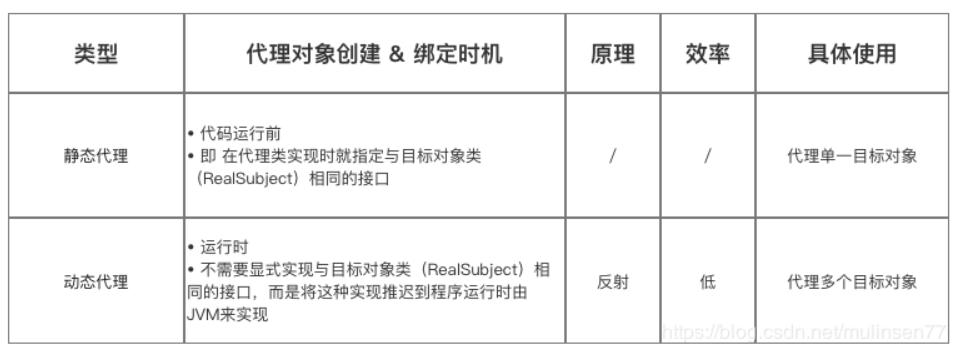 类型 代理对象创建 & 绑定时机 原理 效率 具体使用
静态代理
• 代码运行前
• 即 在代理类实现时就指定与目标对象类
（RealSubject）相同的接口
/ / 代理单一目标对象
动态代理
• 运行时
• 不需要显式实现与目标对象类（RealSubject）相
同的接口，而是将这种实现推迟到程序运行时由
JVM来实现
反射 低 代理多个目标对象
https://blog.csdn.net/mulinsen77